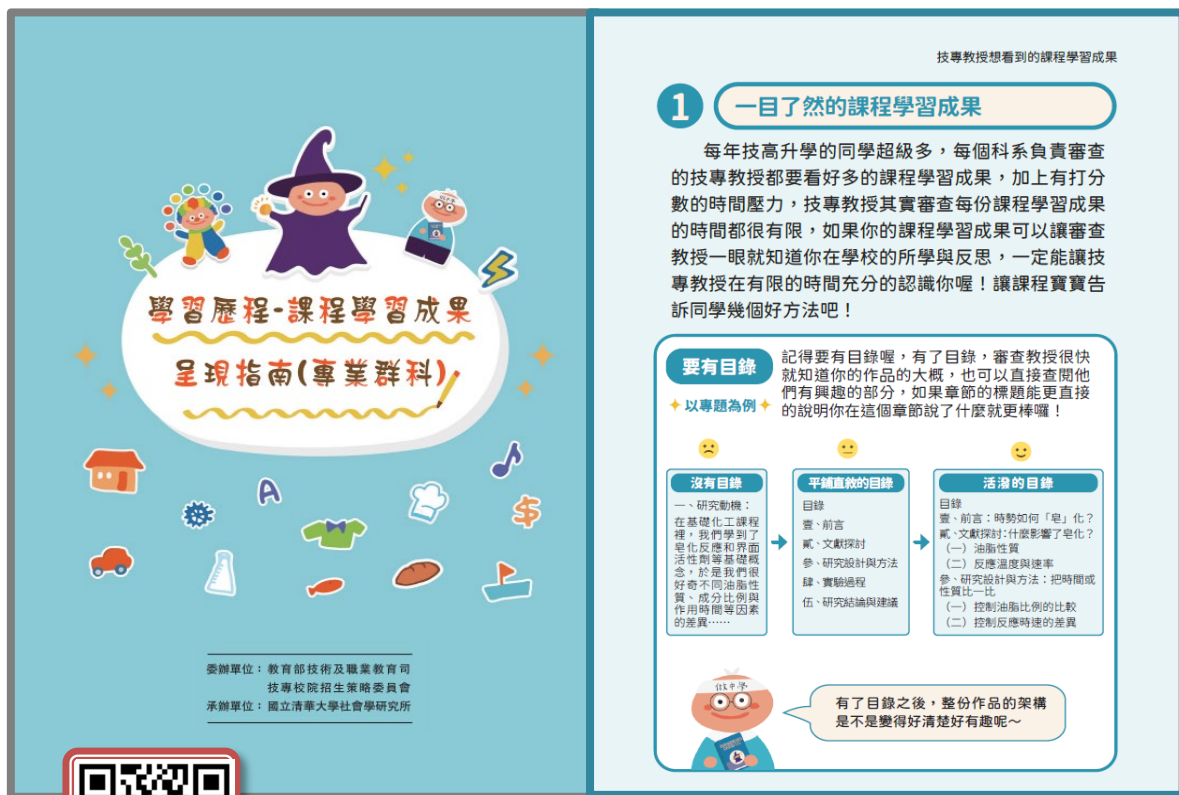 學習歷程-課程學習成果
呈現指南(專業群科)
A
$
委辦單位：教育部技術及職業教育司
技專校院招生策略委員會
承辦單位：國立清華大學社會學研究所
技專教授想看到的課程學習成果
1 一目了然的課程學習成果
每年技高升學的同學超級多，每個科系負責審查
的技專教授都要看好多的課程學習成果，加上有打分
數的時間壓力，技專教授其實審查每份課程學習成果
的時間都很有限，如果你的課程學習成果可以讓審查
教授一眼就知道你在學校的所學與反思，一定能讓技
專教授在有限的時間充分的認識你喔！讓課程寶寶告
訴同學幾個好方法吧！
要有目錄
以專題為例
記得要有目錄喔，有了目錄，審查教授很快
就知道你的作品的大概，也可以直接查閱他
們有興趣的部分，如果章節的標題能更直接
的說明你在這個章節說了什麼就更棒囉！
沒有目錄
一、研究動機：
在基礎化工課程
裡，我們學到了
皂化反應和界面
活性劑等基礎概
念，於是我們很
好奇不同油脂性
質、成分比例與
作用時間等因素
的差異……
平鋪直敘的目錄
目錄
壹、前言
貳、文獻探討
參、研究設計與方法
肆、實驗過程
伍、研究結論與建議
活潑的目錄
目錄
壹、前言：時勢如何「皂」化？
貳、文獻探討：什麼影響了皂化？
（一）油脂性質
（二）反應溫度與速率
參、研究設計與方法：把時間或
性質比一比
（一）控制油脂比例的比較
（二）控制反應時速的差異
做中學
有了目錄之後，整份作品的架構
是不是變得好清楚好有趣呢～